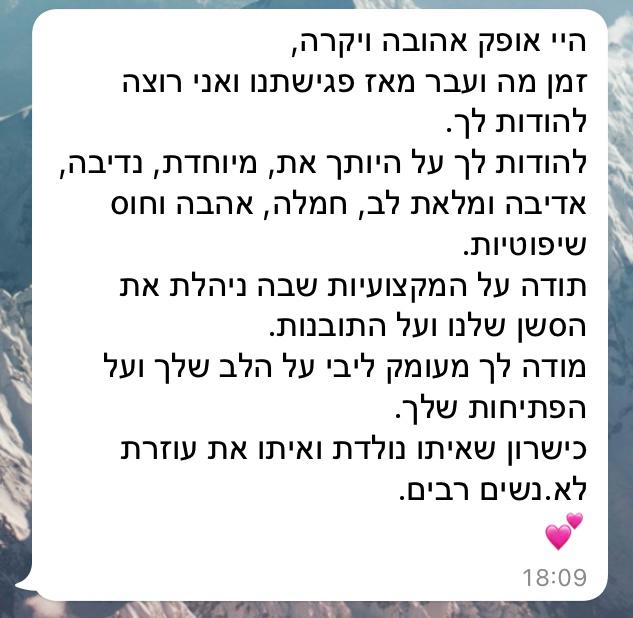 היי אופק אהובה ויקרה,
זמן מה ועבר מאז פגישתנו ואני רוצה
להודות לך.
להודות לך על היותך את, מיוחדת, נדיבה,
אדיבה ומלאת לב, חמלה, אהבה וחוס
שיפוטיות.
תודה על המקצועיות שבה ניהלת את
הסשן שלנו ועל התובנות.
מודה לך מעומק ליבי על הלב שלך ועל
הפתיחות שלך.
כישרון שאיתו נולדת ואיתו את עוזרת
לא.נשים רבים.
💕
18:09